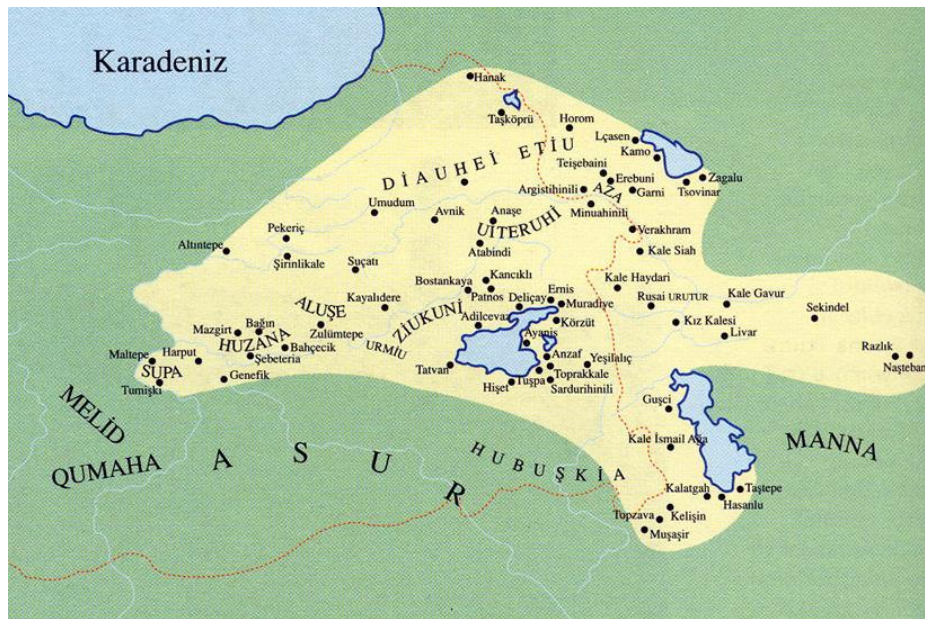 Karadeniz
Hanak
Taşköprü
Horom
Lçasen
Kamo
DİAUHEİ ETİU
Teişebaini
Erebuni
Zagalu
Argistihinili
AZA
Garni
Tsovinar
Umudum
Avnik
Anaşe
Minuahinili
UİTERUHİ
Verakhram
Pekeriç
Altıntepe
Atabindi
Kale Siah
Şirinlikale
Suçatı
Kancıklı
Kale Haydari
Bostankaya
Patnos
Ernis
Deliçay
Muradiye
Rusai URUTUR
Kale Gavur
Kayalıdere
ALUŞE
ZİUKUNİ
Adilcevaz
Körzüt
Kız Kalesi
Sekindel
Mazgirt
Bağın
Zulümtepe
Livar
HUZANA
Bahçecik
URMİU
Ayanis
Maltepe
Harput
Şebeteria
Anzaf
Yeşilalıç
Razlık
SUPA
Tatvan
Toprakkale
Naşteban
Tumişki
Genefik
Hişet
Tuşpa
Sardurihinili
MELİD
Guşci
QUMAHA
ASUR
HUBUŞKİA
Kale İsmail Ağa
MANNA
Kalatgah
Taştepe
Hasanlu
Topzava
Kelişin
Muşaşir